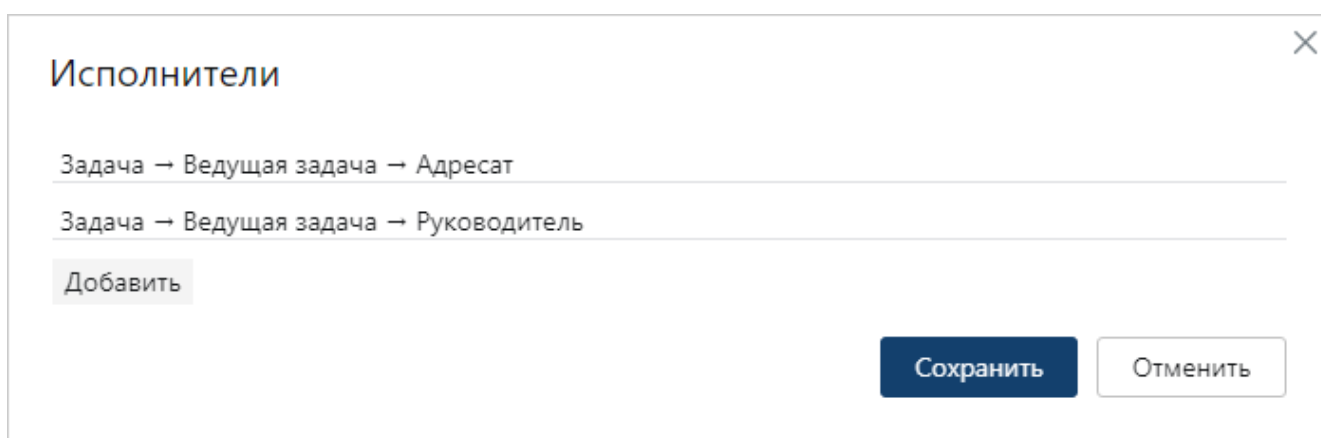 Исполнители
Задача → Ведущая задача → Адресат
Задача → Ведущая задача → Руководитель
Добавить
Сохранить Отменить